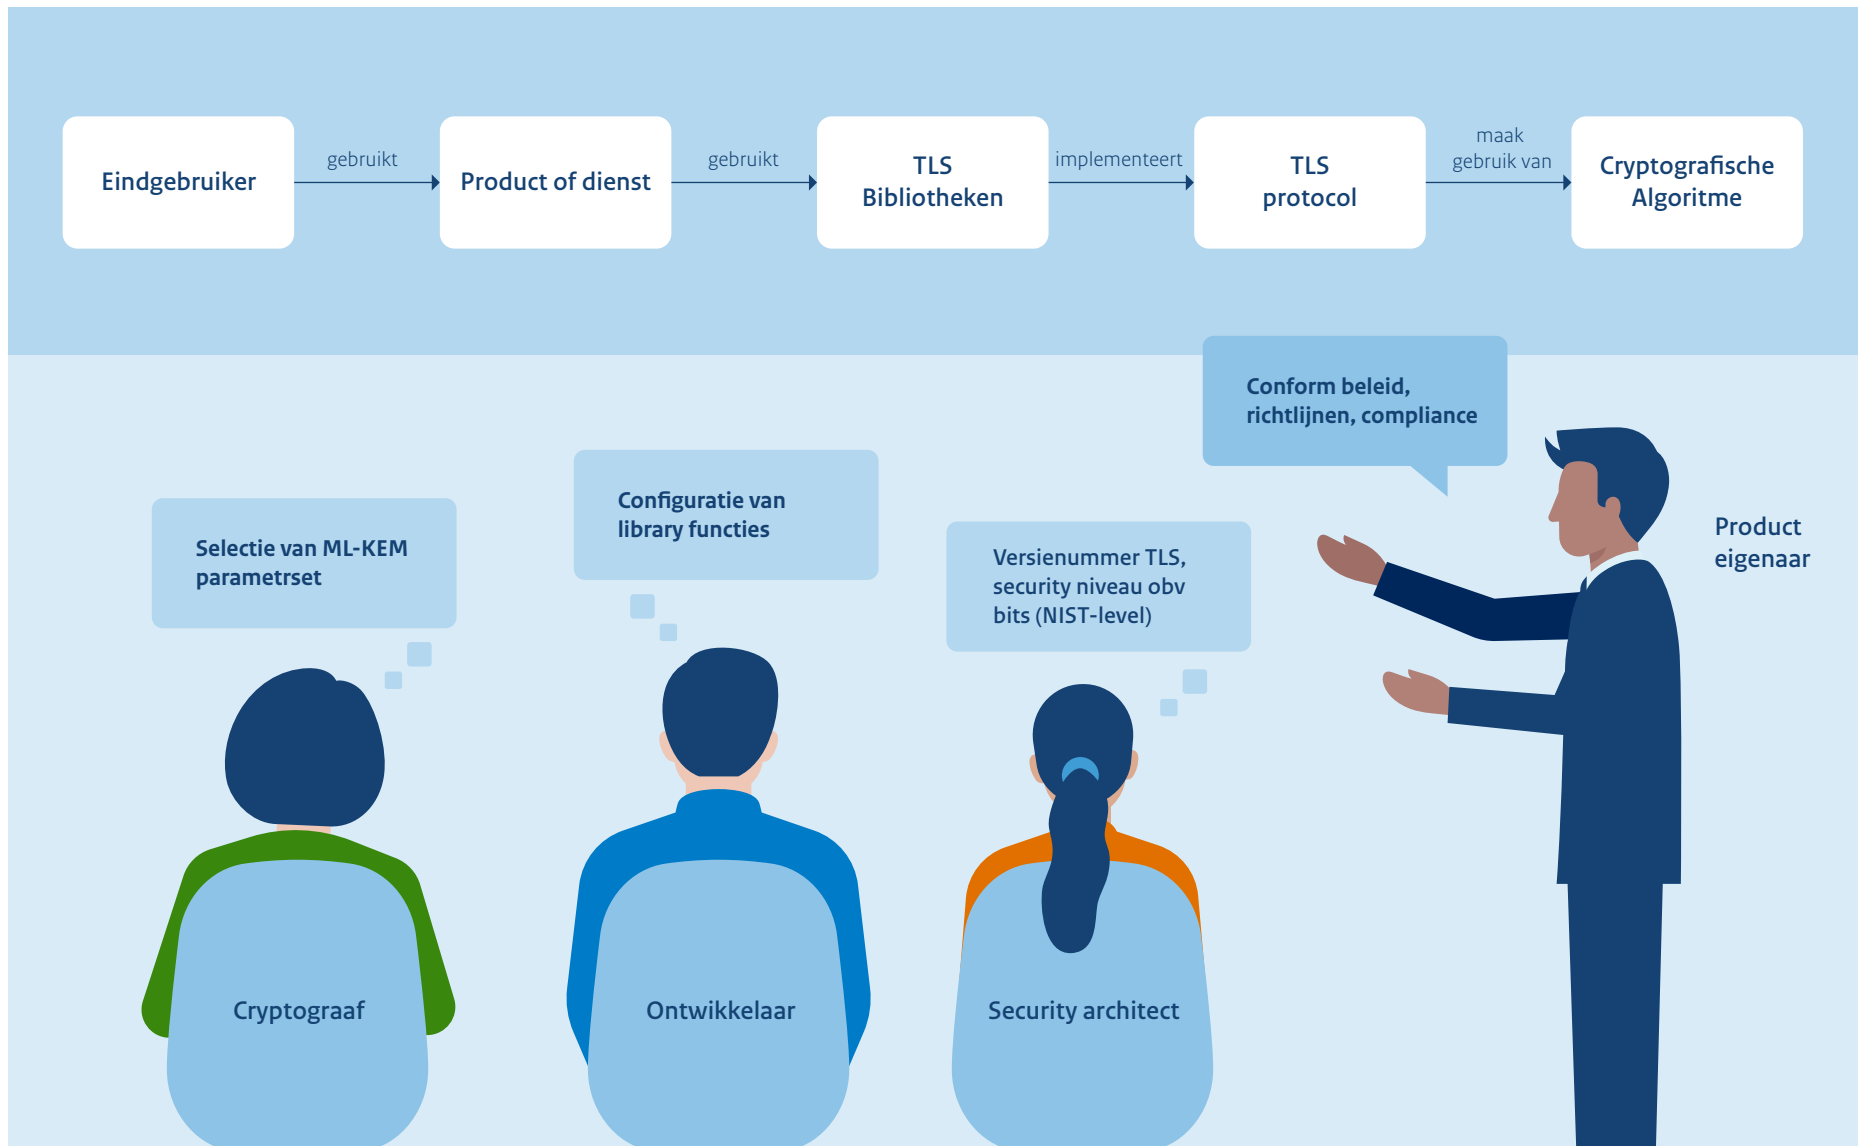 Eindgebruiker
gebruikt
Product of dienst
gebruikt
TLS
Bibliotheken
implementeert
TLS
protocol
maak
gebruik van
Cryptografische
Algoritme
Conform beleid,
richtlijnen, compliance
Product
eigenaar
Selectie van ML-KEM
parametrset
Configuratie van
library functies
Versienummer TLS,
security niveau obv
bits (NIST-level)
Cryptograaf
Ontwikkelaar
Security architect